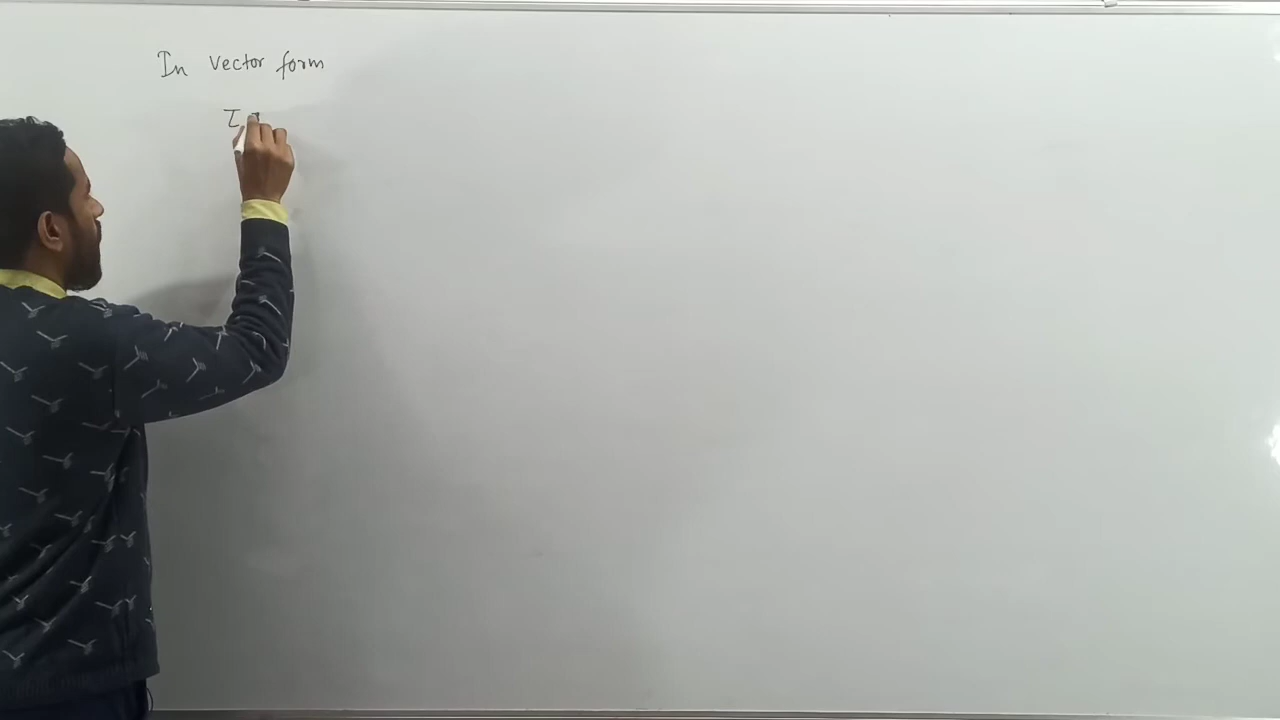 In vector form
τ =